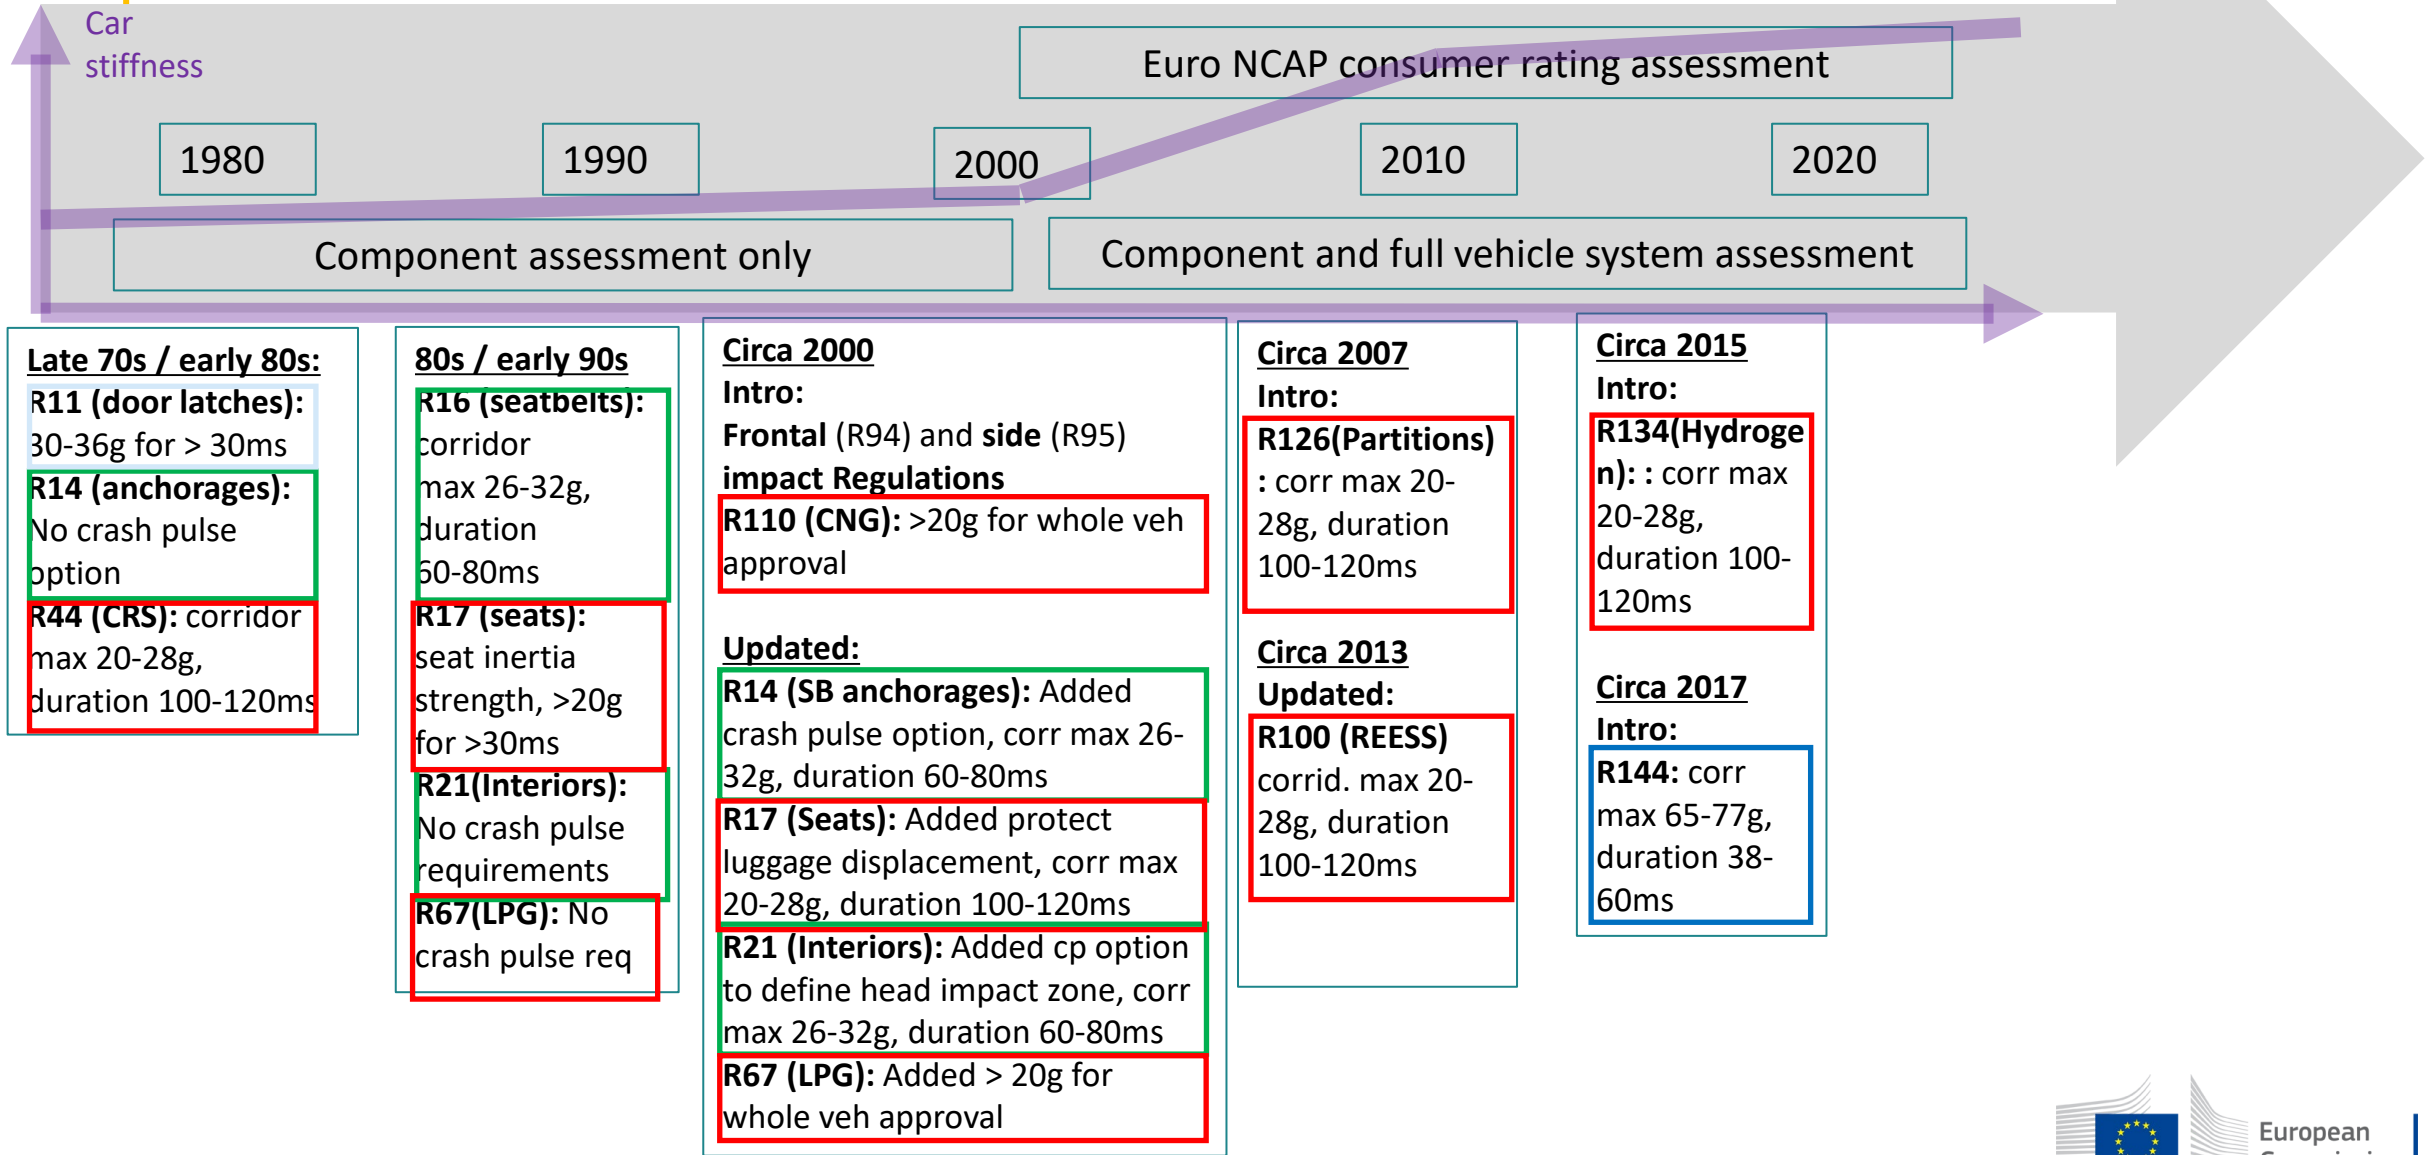 Car
stiffness
Euro NCAP consumer rating assessment
1980
1990
2000
2010
2020
Component assessment only
Component and full vehicle system assessment
Late 70s / early 80s:
R11 (door latches):
30-36g for > 30ms
R14 (anchorages):
No crash pulse
option
R44 (CRS): corridor
max 20-28g,
duration 100-120ms
80s / early 90s
R16 (seatbelts):
corridor
max 26-32g,
duration
60-80ms
R17 (seats):
seat inertia
strength, >20g
for >30ms
R21(Interiors):
No crash pulse
requirements
R67(LPG): No
crash pulse req
Circa 2000
Intro:
Frontal (R94) and side (R95)
impact Regulations
R110 (CNG): >20g for whole veh
approval
Updated:
R14 (SB anchorages): Added
crash pulse option, corr max 26-
32g, duration 60-80ms
R17 (Seats): Added protect
luggage displacement, corr max
20-28g, duration 100-120ms
R21 (Interiors): Added cp option
to define head impact zone, corr
max 26-32g, duration 60-80ms
R67 (LPG): Added > 20g for
whole veh approval
Circa 2007
Intro:
R126(Partitions)
: corr max 20-
28g, duration
100-120ms
Circa 2013
Updated:
R100 (REESS)
corrid. max 20-
28g, duration
100-120ms
Circa 2015
Intro:
R134(Hydroge
n): : corr max
20-28g,
duration 100-
120ms
Circa 2017
Intro:
R144: corr
max 65-77g,
duration 38-
60ms
European